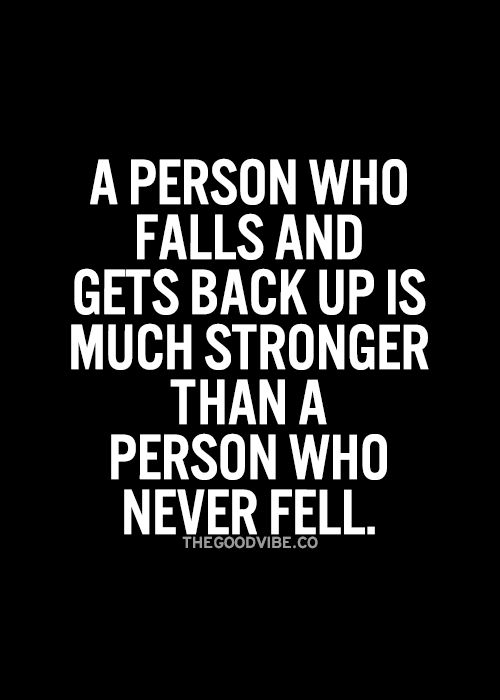 A PERSON WHO
FALLS AND
GETS BACK UP IS
MUCH STRONGER
THAN A
PERSON WHO
NEVER FELL.
THEGOODVIBE.CO